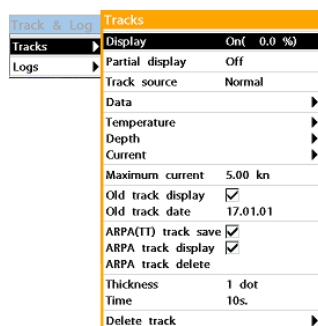 Track & Log
Tracks
Logs
Tracks
Display On( 0.0 %)
Partial display Off
Track source Normal
Data
Temperature
Depth
Current
Maximum current 5.00 kn
Old track display
Old track date 17.01.01
ARPA(TT) track save
ARPA track display
ARPA track delete
Thickness 1 dot
Time 10s.
Delete track